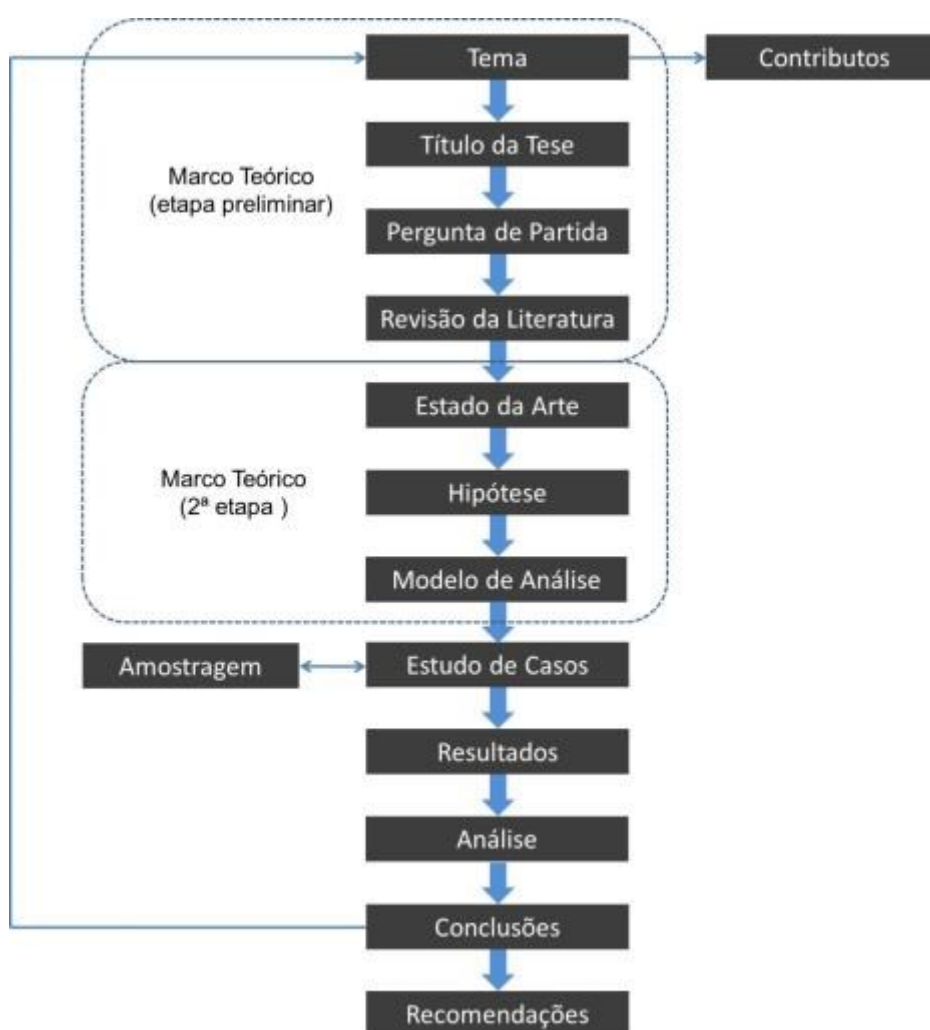 Tema
Contributos
Título da Tese
Marco Teórico
(etapa preliminar)
Pergunta de Partida
Revisão da Literatura
Estado da Arte
Marco Teórico
(2ª etapa )
Hipótese
Modelo de Análise
Amostragem
Estudo de Casos
Resultados
Análise
Conclusões
Recomendações